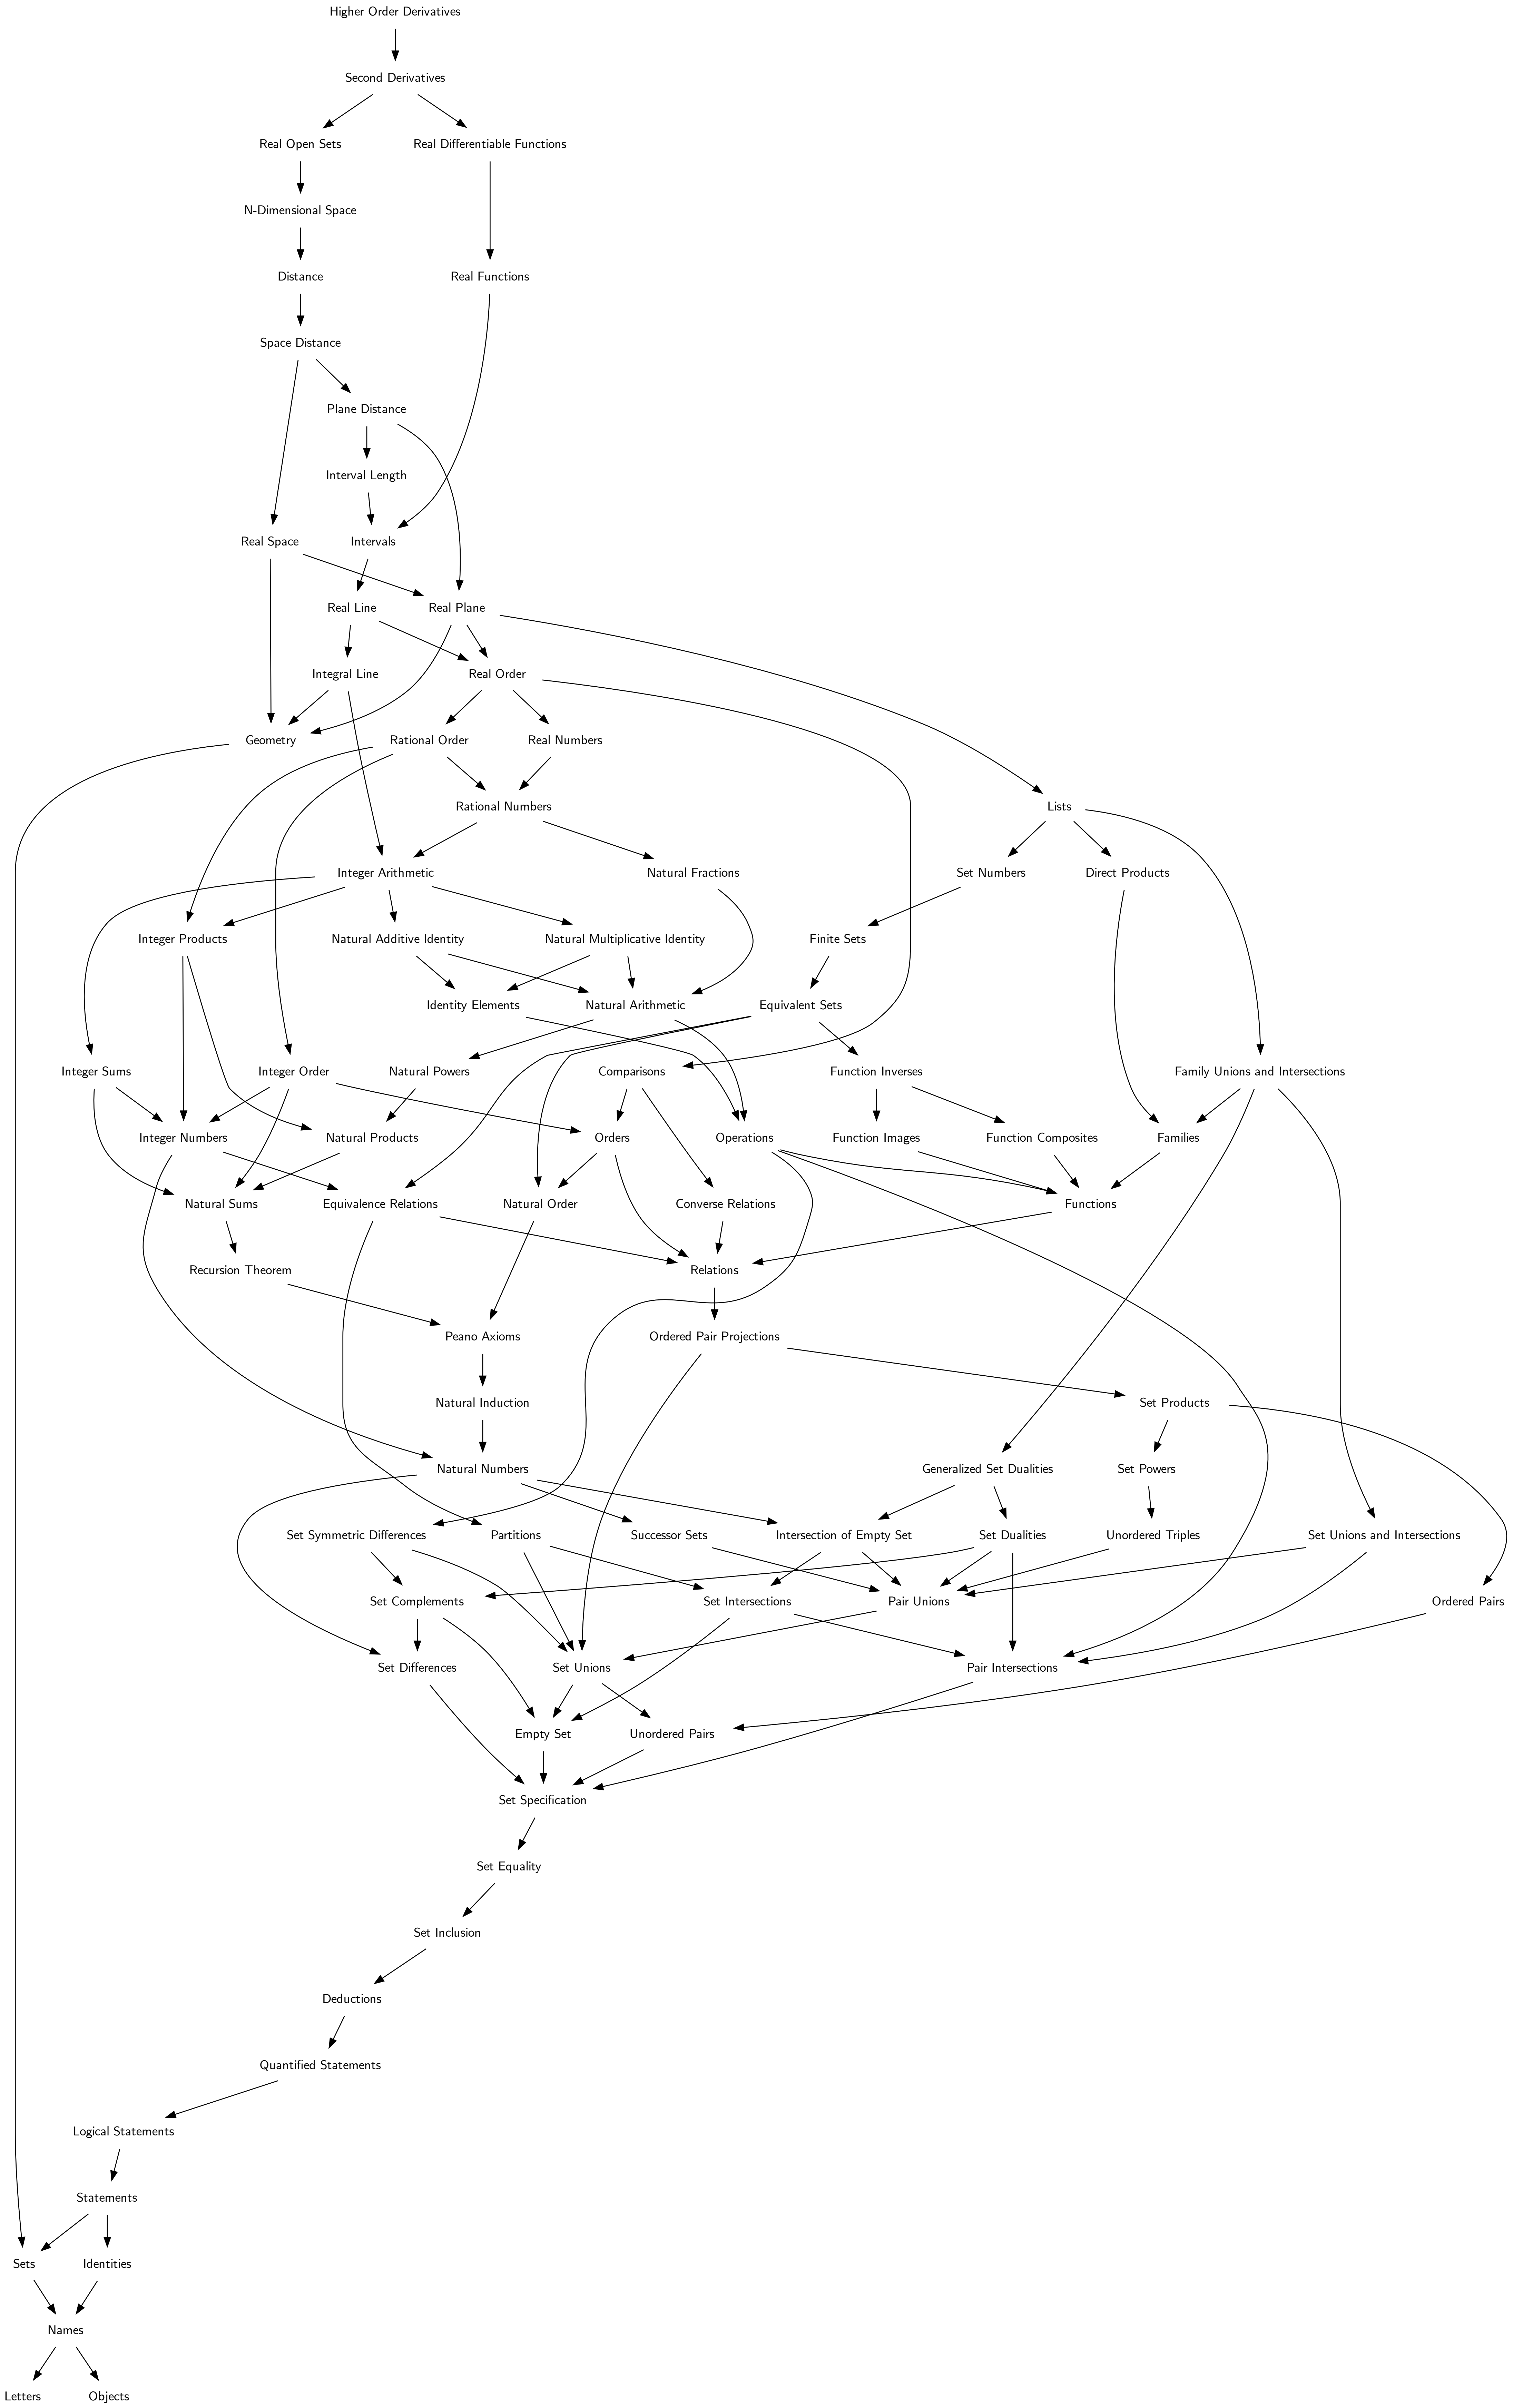 Higher Order Derivatives
Second Derivatives
Real Open Sets
Real Differentiable Functions
N-Dimensional Space
Distance
Real Functions
Space Distance
Plane Distance
Interval Length
Real Space
Intervals
Real Line
Real Plane
Integral Line
Real Order
Geometry
Rational Order
Real Numbers
Rational Numbers
Lists
Integer Arithmetic
Natural Fractions
Set Numbers
Direct Products
Integer Products
Natural Additive Identity
Natural Multiplicative Identity
Finite Sets
Identity Elements
Natural Arithmetic
Equivalent Sets
Integer Sums
Integer Order
Natural Powers
Comparisons
Function Inverses
Family Unions and Intersections
Integer Numbers
Natural Products
Orders
Operations
Function Images
Function Composites
Families
Natural Sums
Equivalence Relations
Natural Order
Converse Relations
Functions
Recursion Theorem
Relations
Peano Axioms
Ordered Pair Projections
Natural Induction
Set Products
Natural Numbers
Generalized Set Dualities
Set Powers
Set Symmetric Differences
Partitions
Successor Sets
Intersection of Empty Set
Set Dualities
Unordered Triples
Set Unions and Intersections
Set Complements
Set Intersections
Pair Unions
Ordered Pairs
Set Differences
Set Unions
Pair Intersections
Empty Set
Unordered Pairs
Set Specification
Set Equality
Set Inclusion
Deductions
Quantified Statements
Logical Statements
Statements
Sets
Identities
Names
Letters
Objects